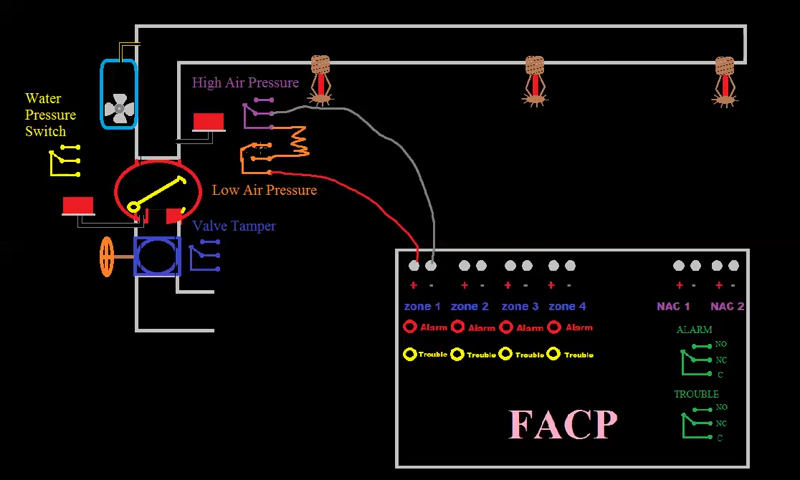 High Air Pressure
Water
Pressure
Switch
Low Air Pressure
Valve Tamper
+ - + - + - + - + - + -
zone 1 zone 2 zone 3 zone 4 NAC 1 NAC 2
Alarm Alarm Alarm Alarm
ALARM
NO
Trouble Trouble Trouble Trouble
NC
C
TROUBLE
NO
NC
C
FACP